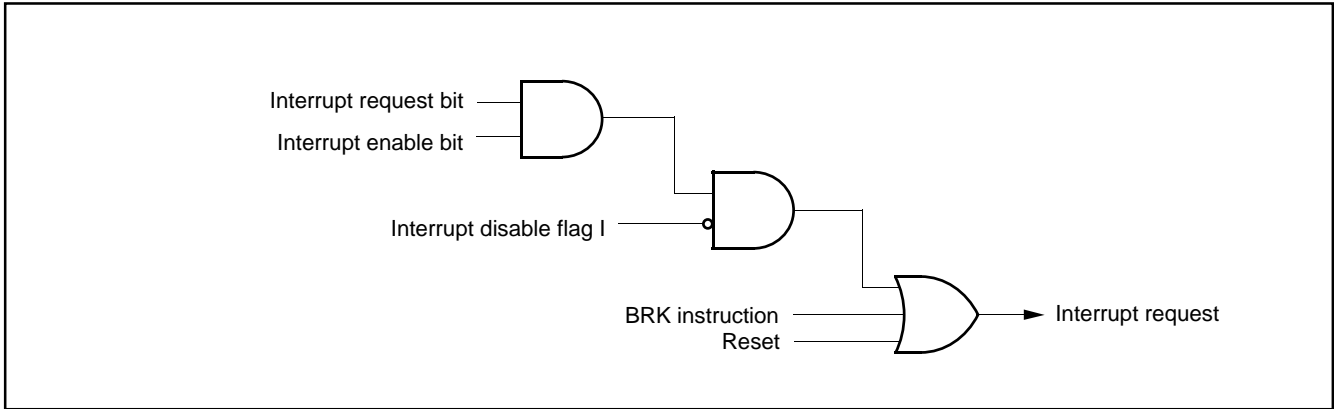 Interrupt request bit
Interrupt enable bit
Interrupt disable flag I
BRK instruction
Reset
Interrupt request